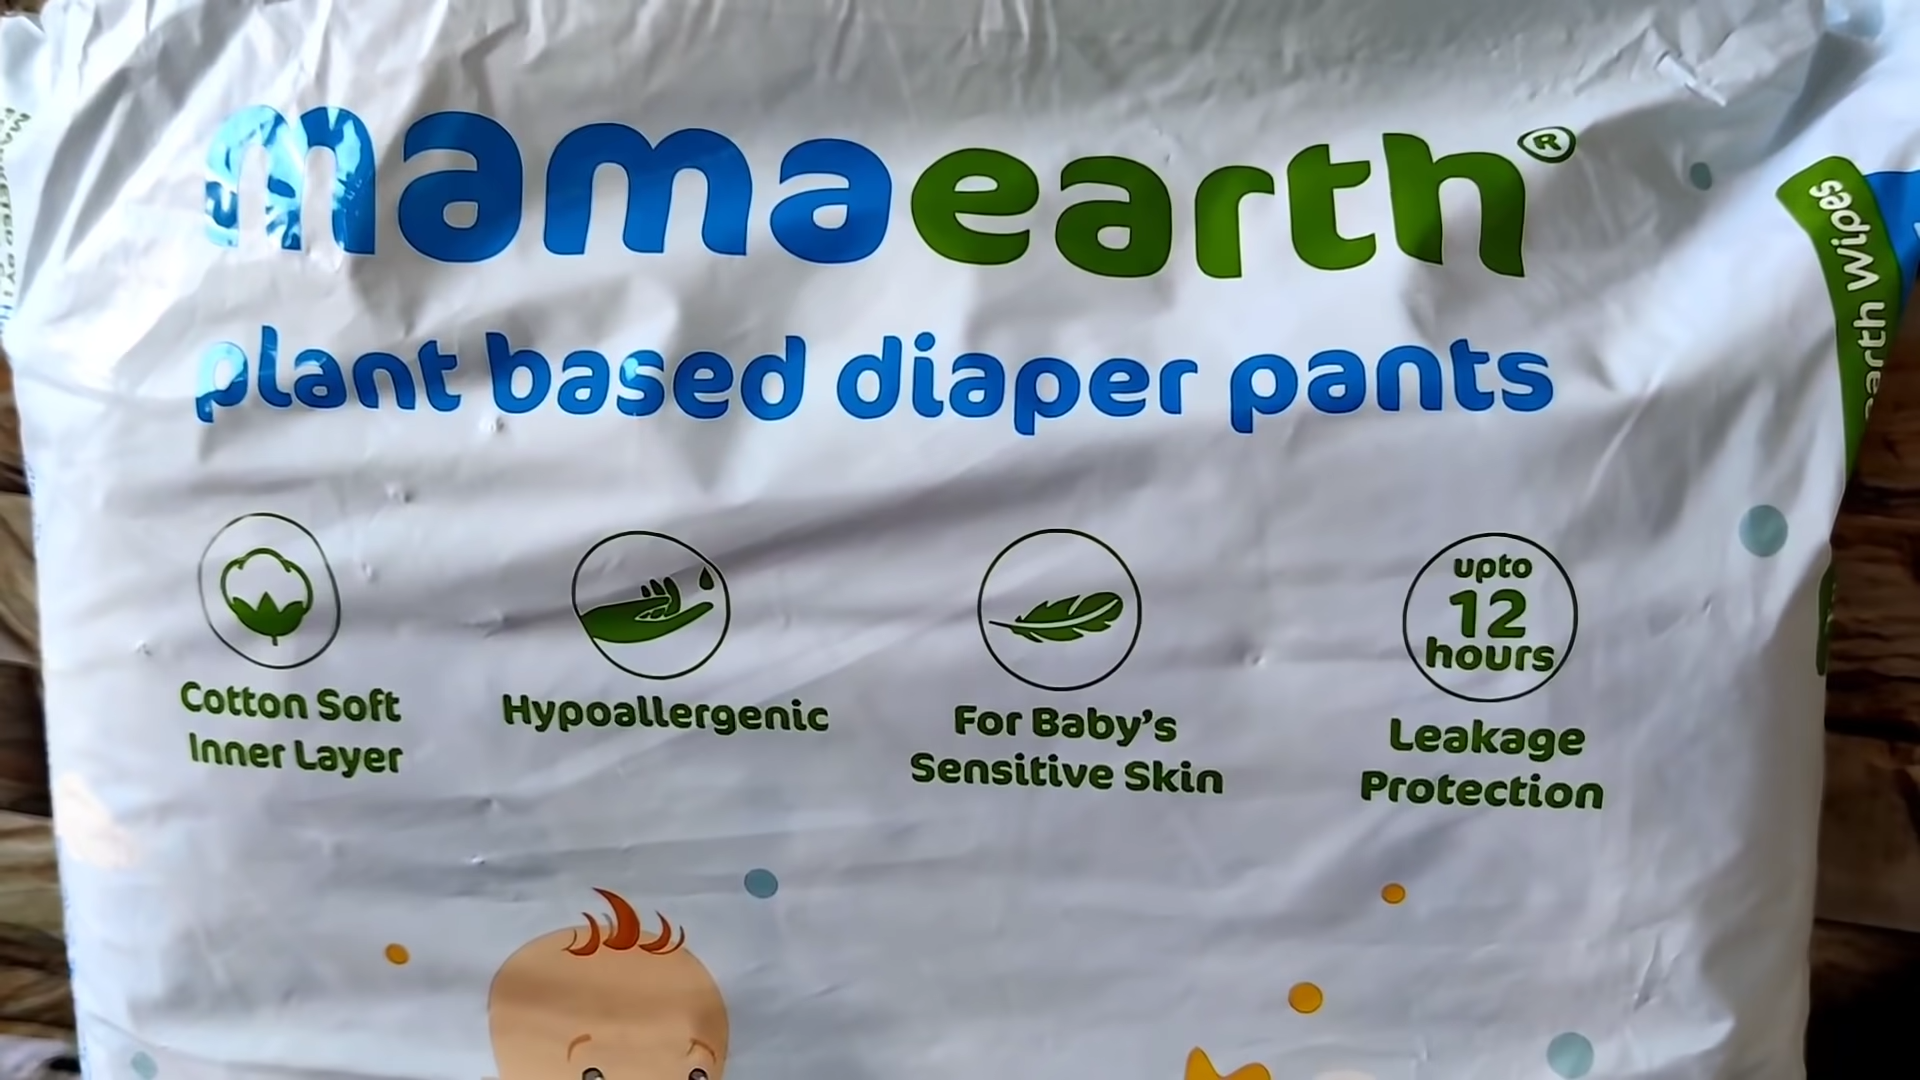 mamaearth®
plant based diaper pants
Cotton Soft
Inner Layer
Hypoallergenic
For Baby's
Sensitive Skin
upto
12
hours
Leakage
Protection
earth Wipes